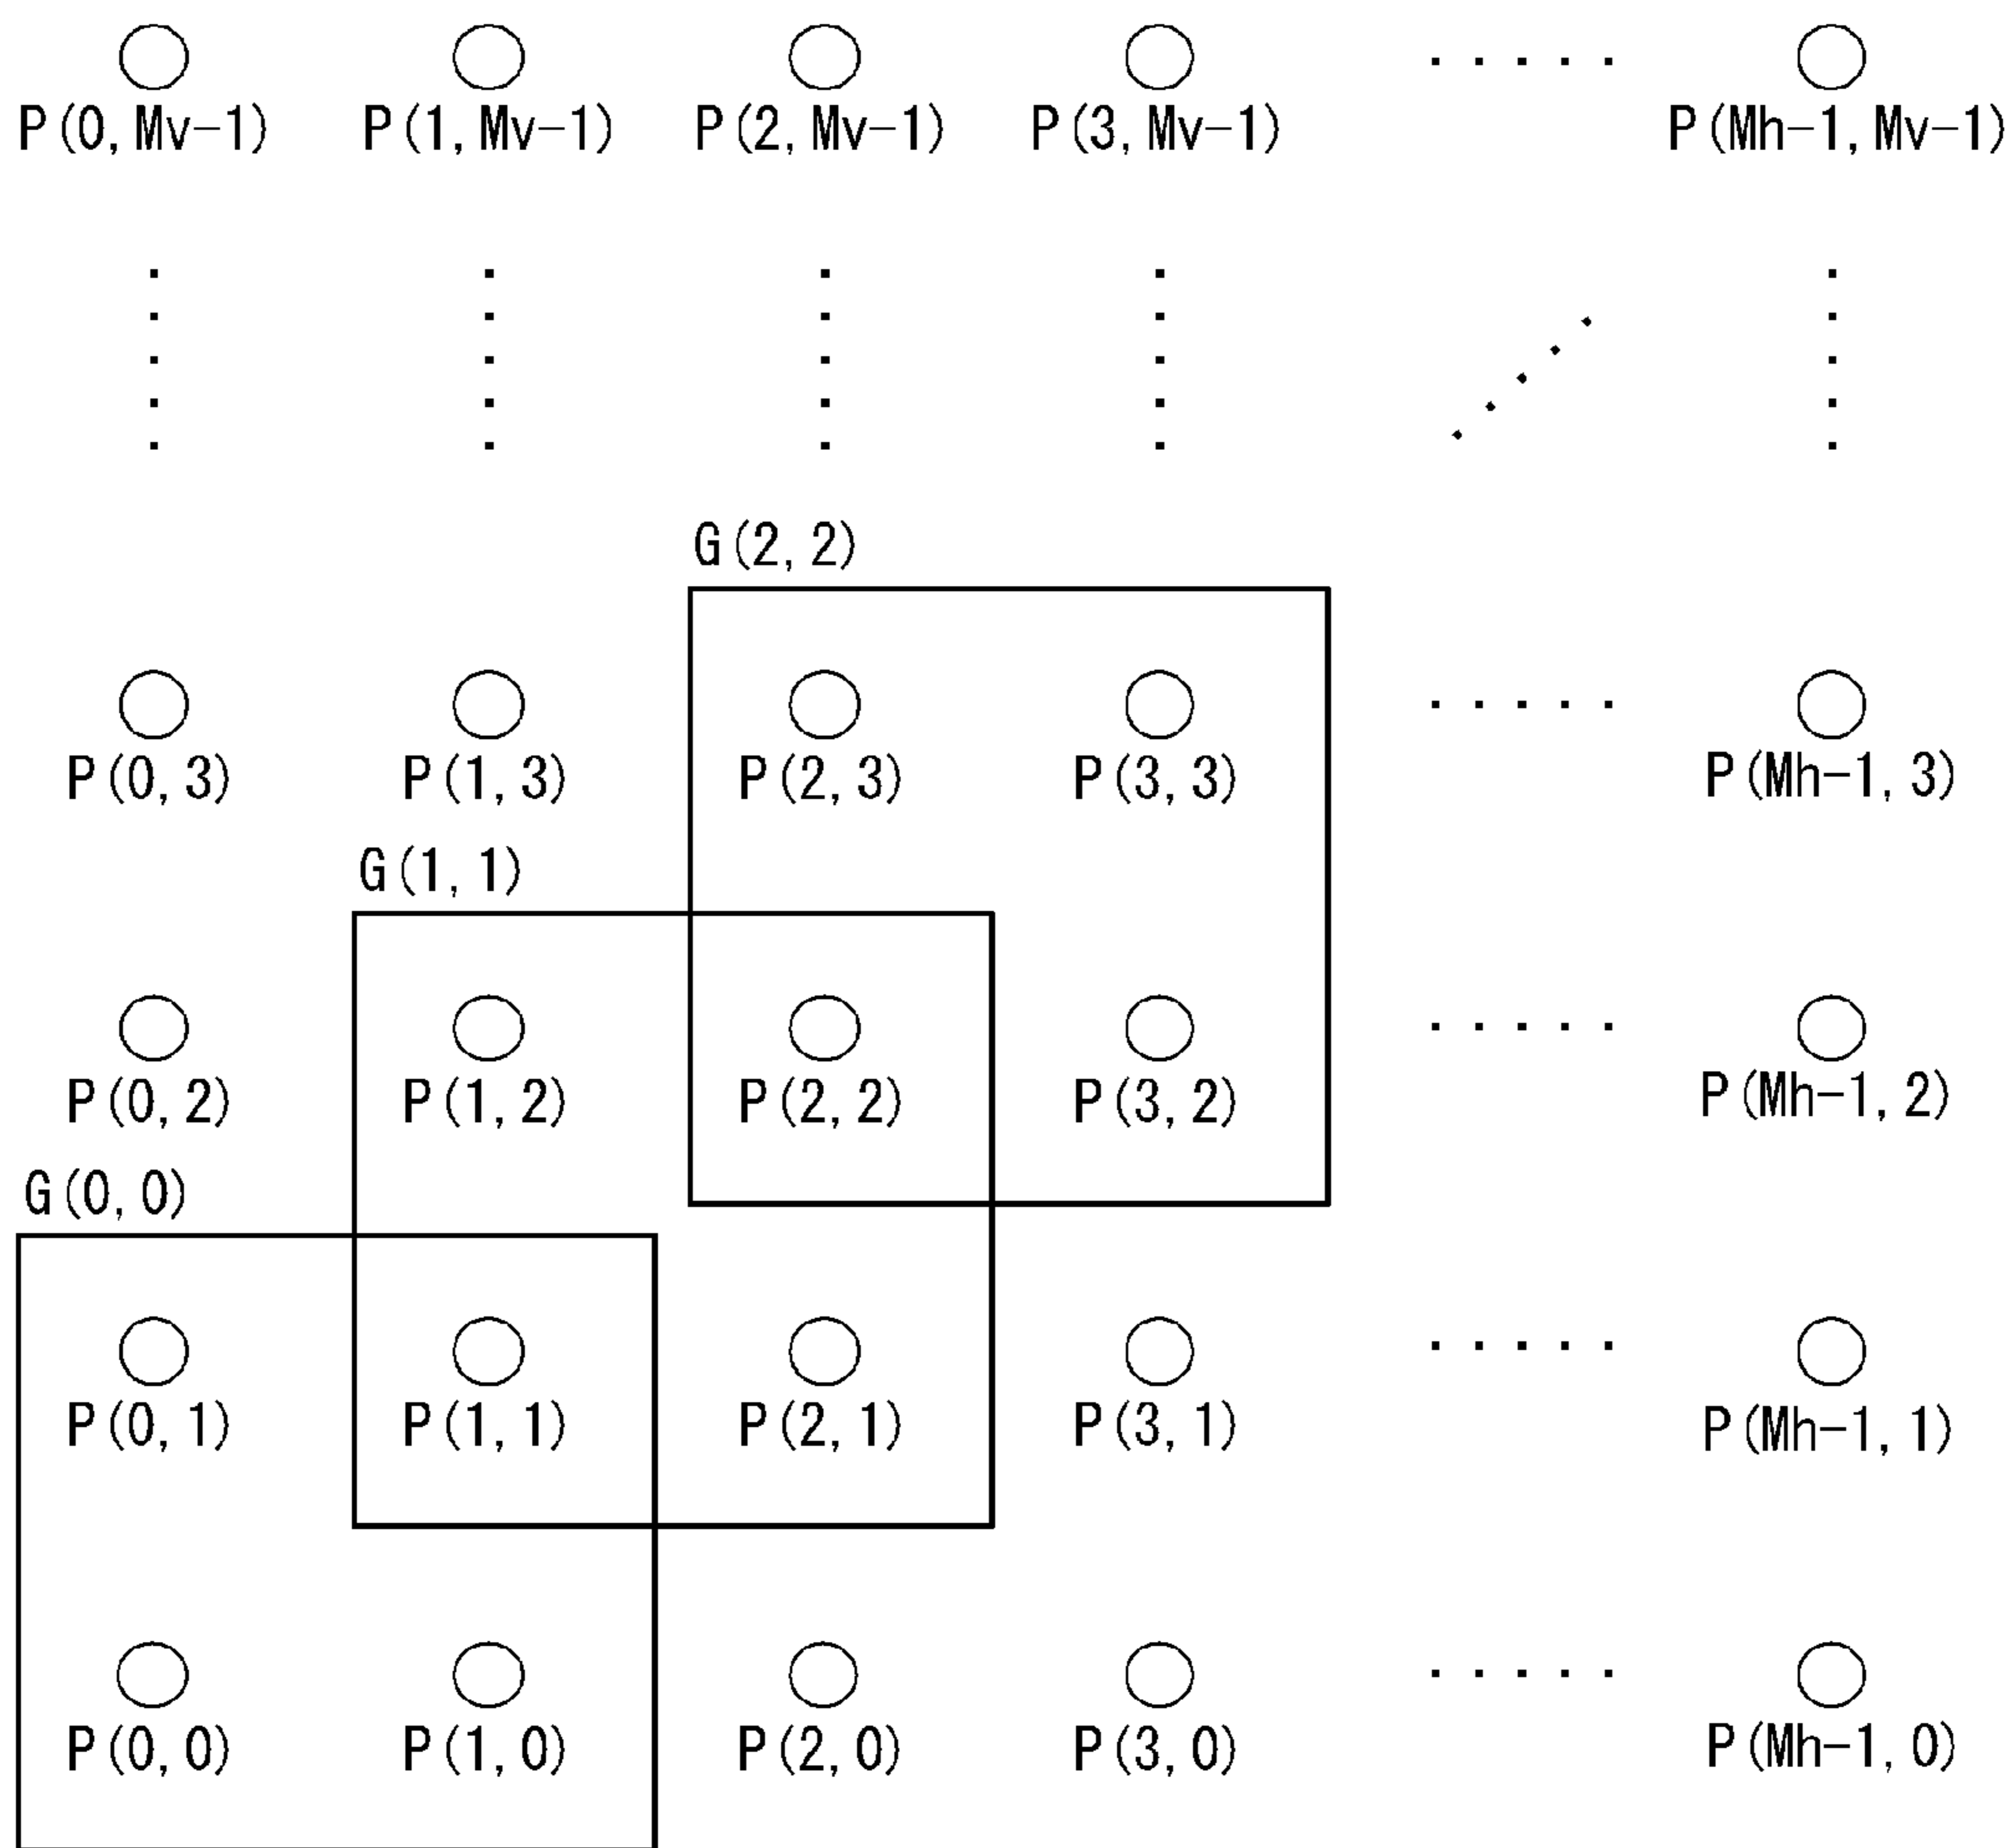 P(0,Mv-1) P(1,Mv-1) P(2,Mv-1) P(3,Mv-1) P(Mh-1,Mv-1)
G(2,2)
P(0,3) P(1,3) P(2,3) P(3,3) P(Mh-1,3)
G(1,1)
P(0,2) P(1,2) P(2,2) P(3,2) P(Mh-1,2)
G(0,0)
P(0,1) P(1,1) P(2,1) P(3,1) P(Mh-1,1)
P(0,0) P(1,0) P(2,0) P(3,0) P(Mh-1,0)